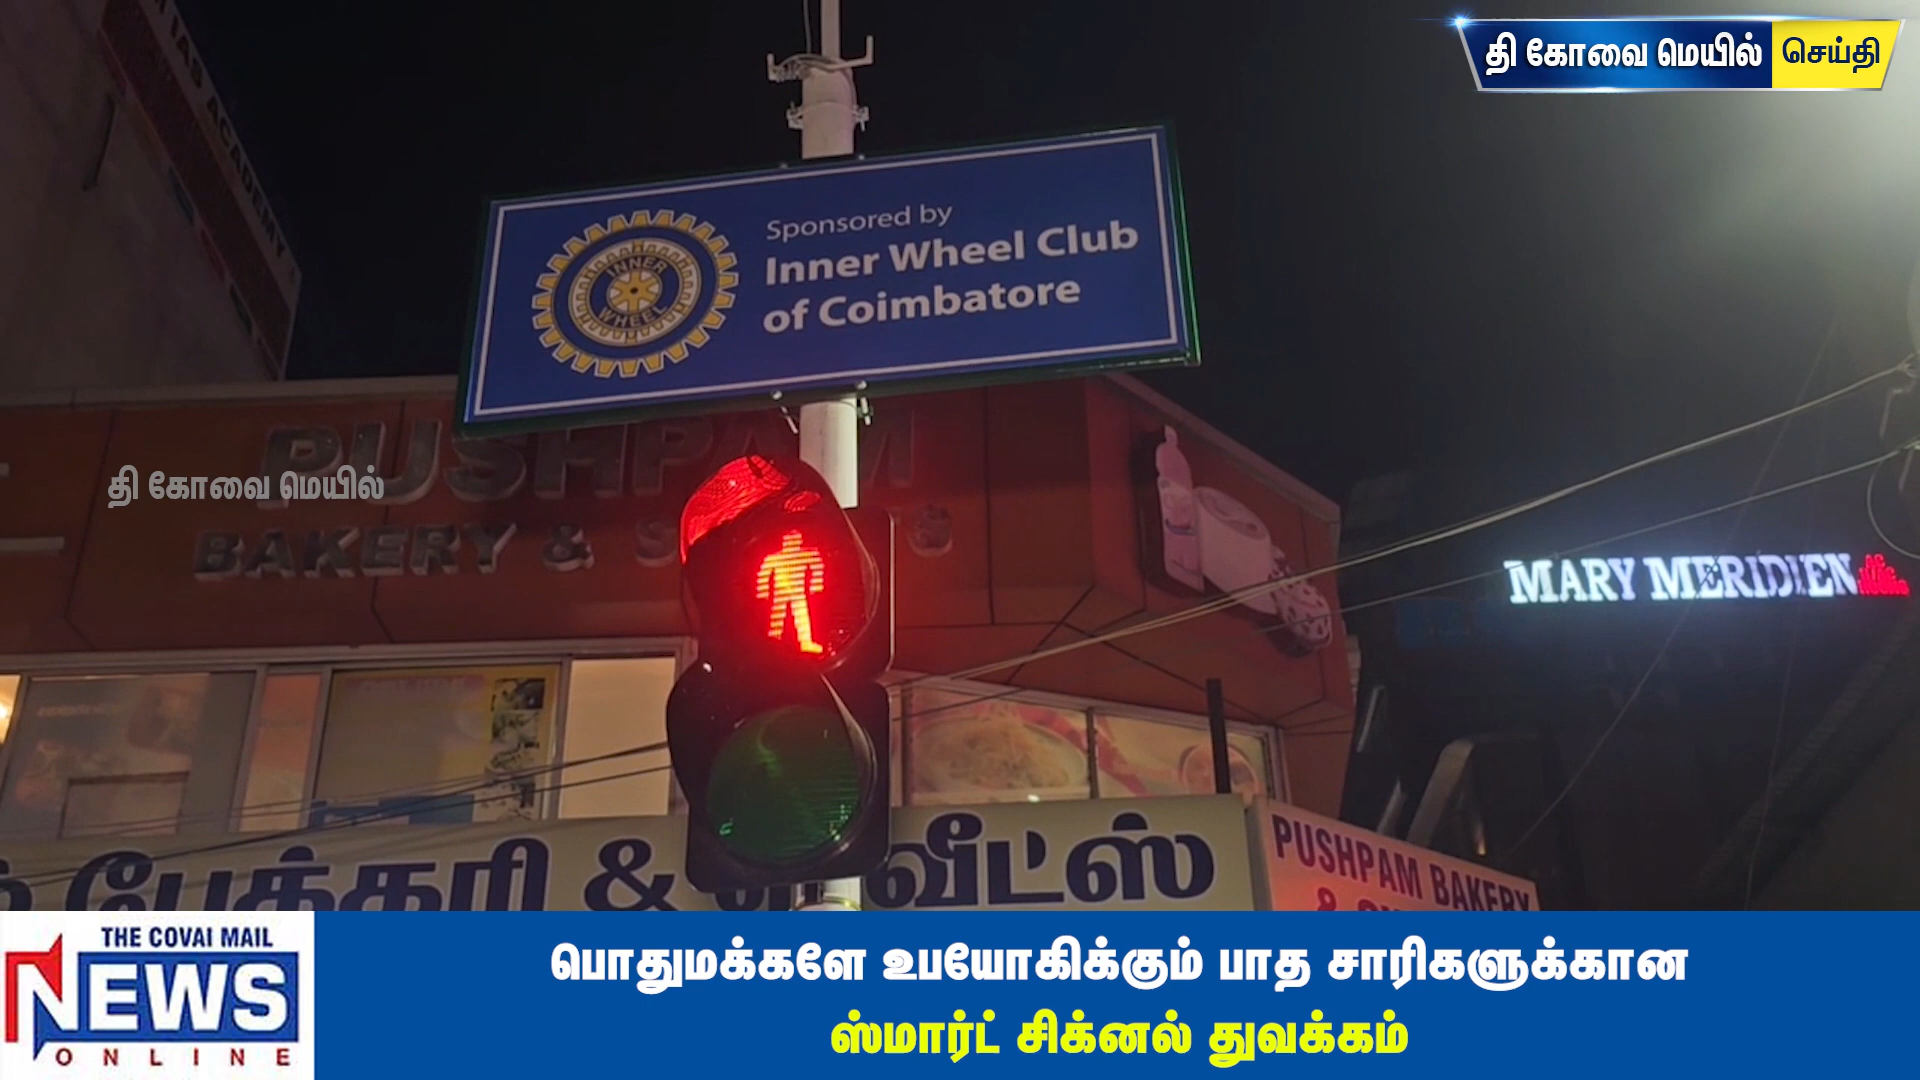 தி கோவை மெயில் செய்தி
Sponsored by
Inner Wheel Club
of Coimbatore
INNER
WHEEL
PUSHPAM
BAKERY &
தி கோவை மெயில்
MARY MERIDIEN
பேக்கரி &
PUSHPAM BAKERY
THE COVAI MAIL
NEWS
ONLINE
பொதுமக்களே உபயோகிக்கும் பாத சாரிகளுக்கான
ஸ்மார்ட் சிக்னல் துவக்கம்